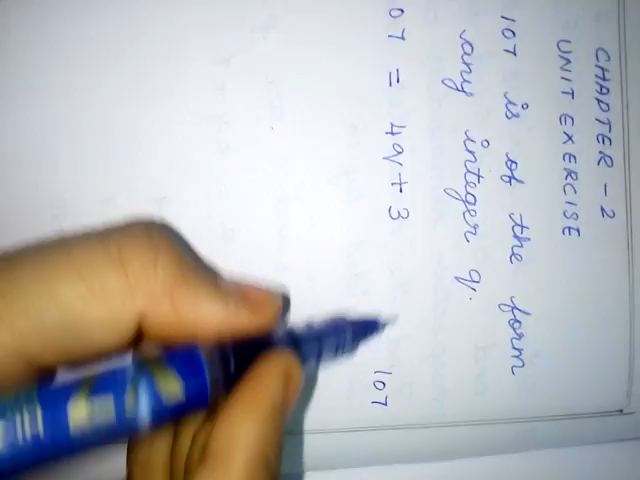 CHAPTER - 2
UNIT EXERCISE
107 is of the form
any integer q.
07 = 4q + 3
107